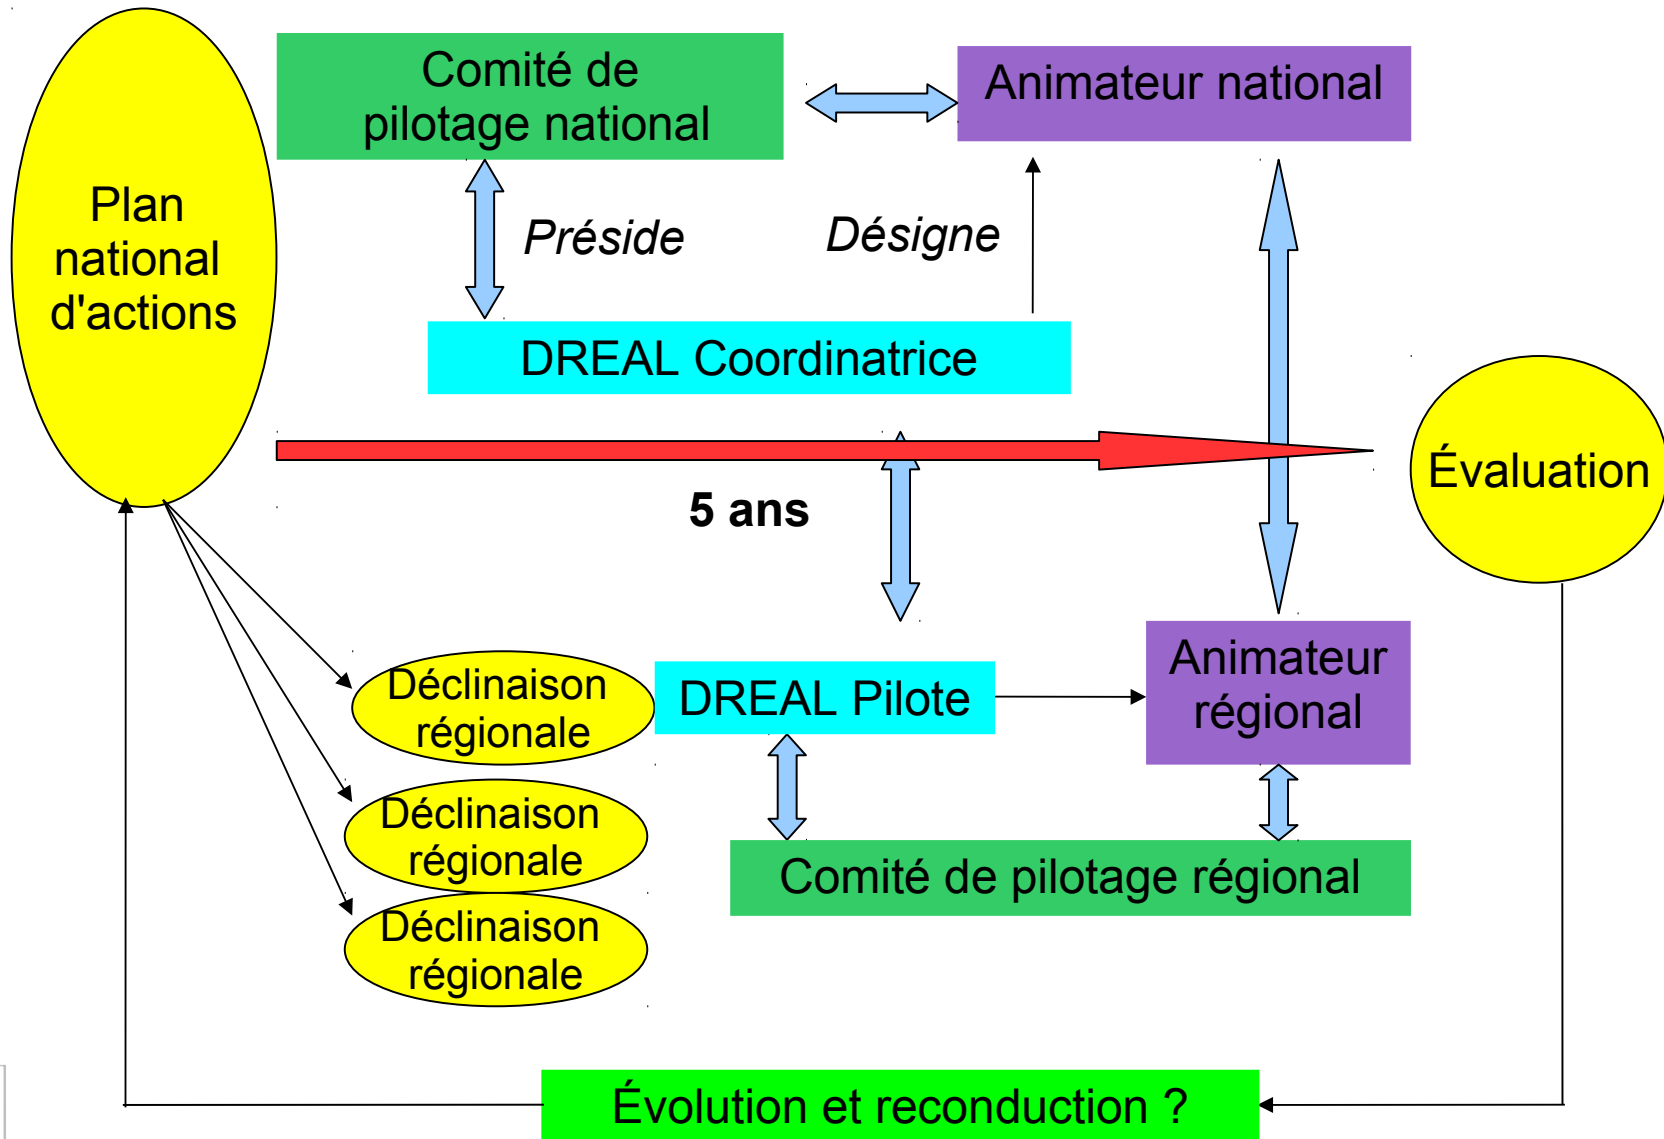 Comité de
pilotage national
Animateur national
Plan
national
d'actions
Préside
Désigne
DREAL Coordinatrice
Évaluation
5 ans
Déclinaison
régionale
DREAL Pilote
Animateur
régional
Déclinaison
régionale
Comité de pilotage régional
Déclinaison
régionale
Évolution et reconduction ?